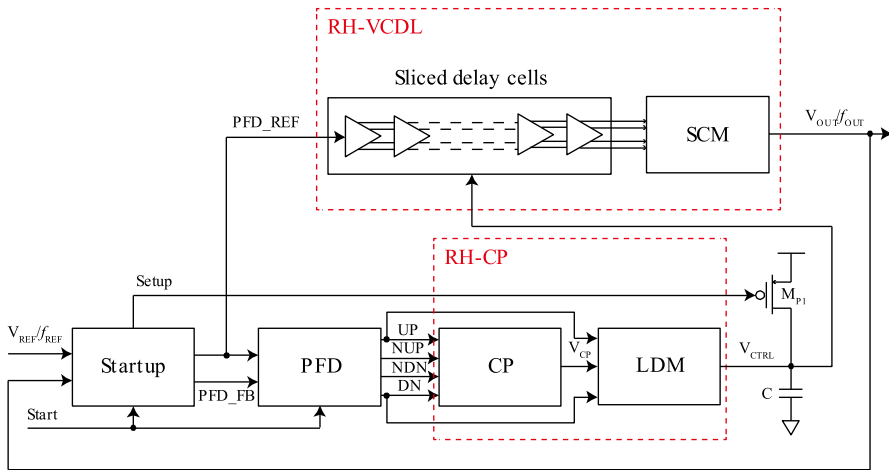 RH-VCDL
Sliced delay cells
PFD_REF
SCM
VOUT/fOUT
RH-CP
Setup
MP1
VREF/fREF
Startup
PFD
UP
NUP
NDN
DN
CP
VCP
LDM
VCTRL
PFD_FB
C
Start